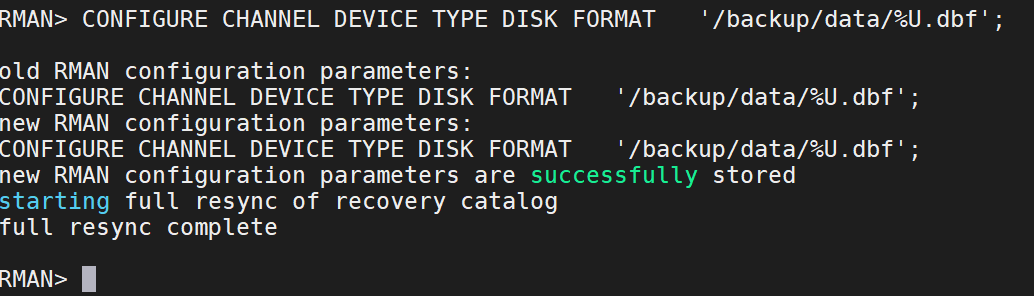 RMAN> CONFIGURE CHANNEL DEVICE TYPE DISK FORMAT   '/backup/data/%U.dbf';
old RMAN configuration parameters:
CONFIGURE CHANNEL DEVICE TYPE DISK FORMAT   '/backup/data/%U.dbf';
new RMAN configuration parameters:
CONFIGURE CHANNEL DEVICE TYPE DISK FORMAT   '/backup/data/%U.dbf';
new RMAN configuration parameters are successfully stored
starting full resync of recovery catalog
full resync complete
RMAN>